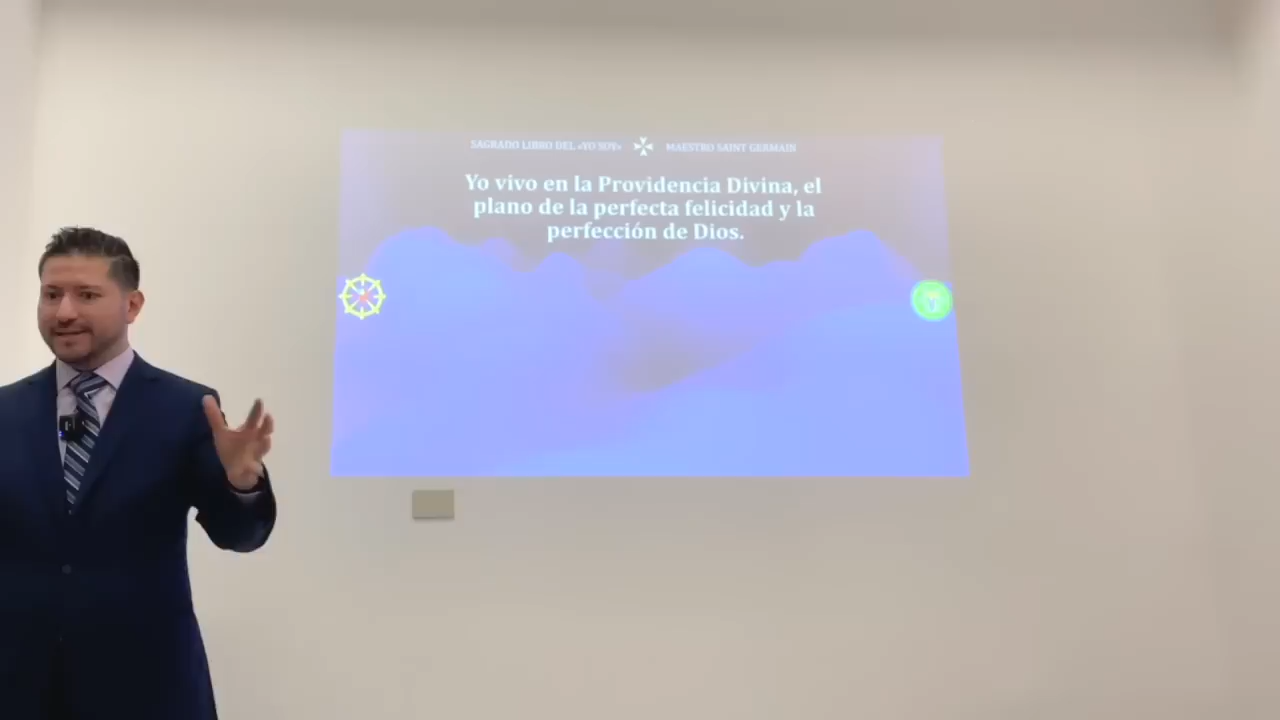 SAGRADO LIBRO DEL «YO SOY» MAESTRO SAINT GERMAIN
Yo vivo en la Providencia Divina, el
plano de la perfecta felicidad y la
perfección de Dios.